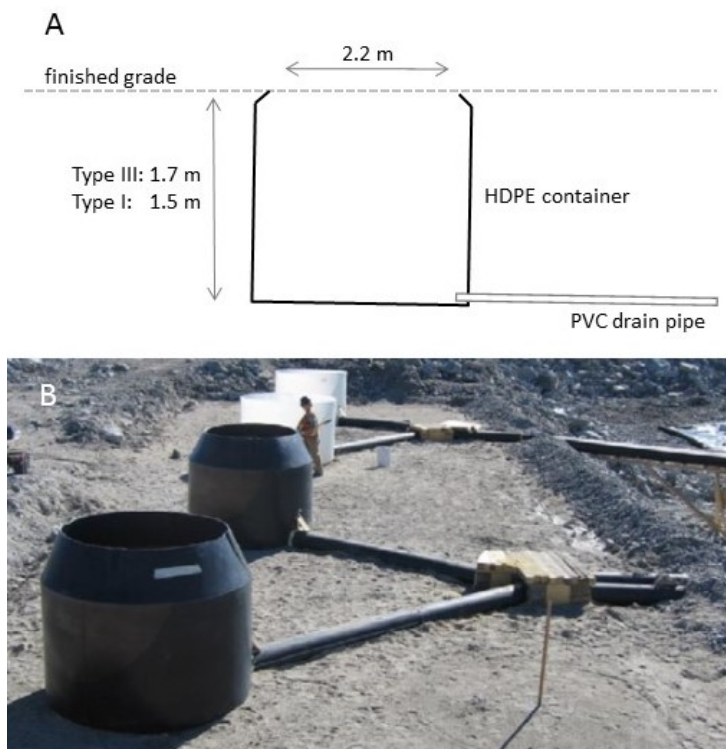 A
2.2 m
finished grade
Type III: 1.7 m
Type I: 1.5 m
HDPE container
PVC drain pipe
B